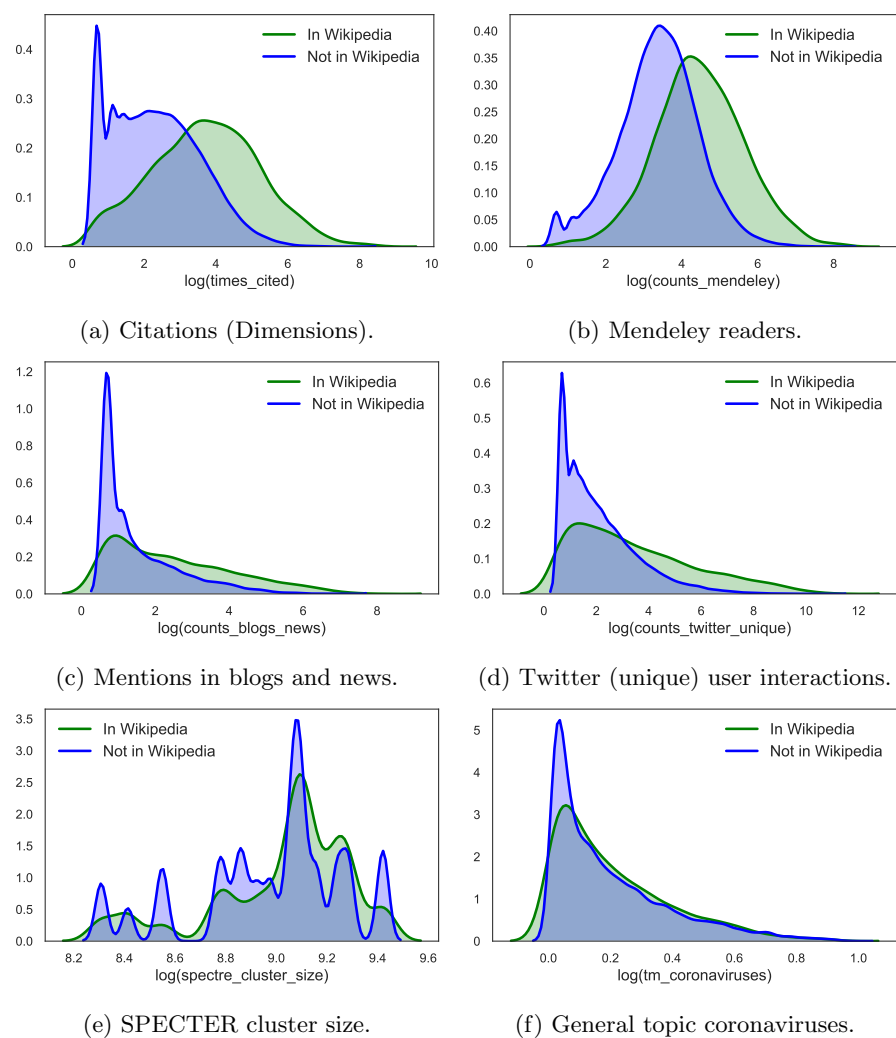 In Wikipedia
Not in Wikipedia
0.4
0.3
0.2
0.1
0.0
0 2 4 6 8 10
log(times_cited)
(a) Citations (Dimensions).
In Wikipedia
Not in Wikipedia
0.40
0.35
0.30
0.25
0.20
0.15
0.10
0.05
0.00
0 2 4 6 8
log(counts_mendeley)
(b) Mendeley readers.
In Wikipedia
Not in Wikipedia
1.2
1.0
0.8
0.6
0.4
0.2
0.0
0 2 4 6 8
log(counts_blogs_news)
(c) Mentions in blogs and news.
In Wikipedia
Not in Wikipedia
0.6
0.5
0.4
0.3
0.2
0.1
0.0
0 2 4 6 8 10 12
log(counts_twitter_unique)
(d) Twitter (unique) user interactions.
In Wikipedia
Not in Wikipedia
3.5
3.0
2.5
2.0
1.5
1.0
0.5
0.0
8.2 8.4 8.6 8.8 9.0 9.2 9.4 9.6
log(spectre_cluster_size)
(e) SPECTER cluster size.
In Wikipedia
Not in Wikipedia
5
4
3
2
1
0
0.0 0.2 0.4 0.6 0.8 1.0
log(tm_coronaviruses)
(f) General topic coronaviruses.